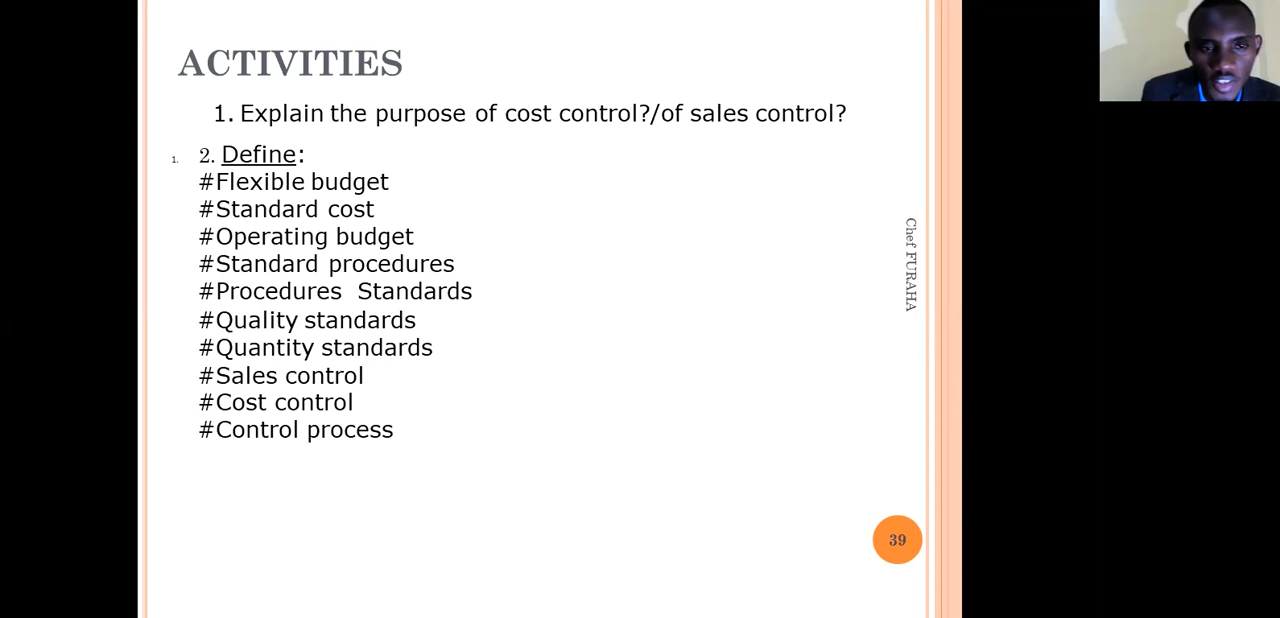 ACTIVITIES
1. Explain the purpose of cost control?/of sales control?
1. 2. Define:
#Flexible budget
#Standard cost
#Operating budget
#Standard procedures
#Procedures Standards
#Quality standards
#Quantity standards
#Sales control
#Cost control
#Control process
Chef FURAHA
39